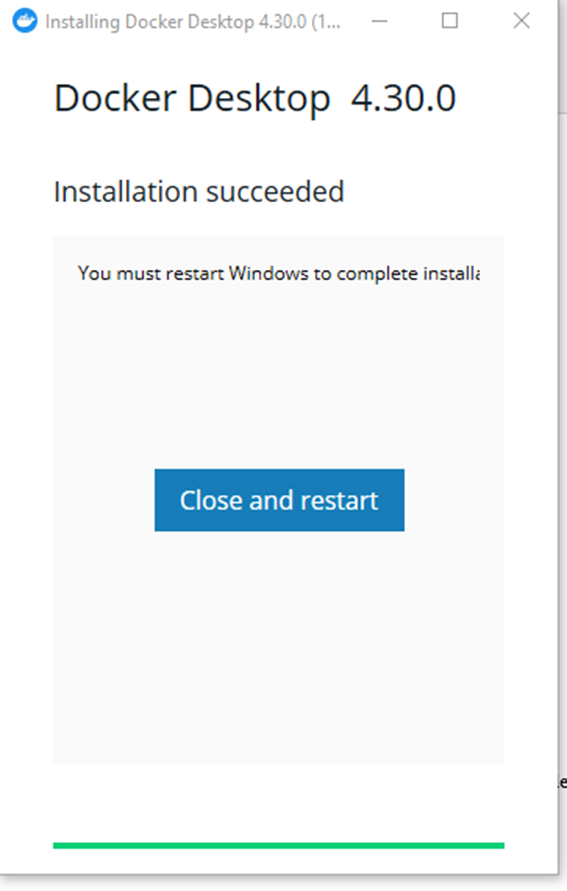 Installing Docker Desktop 4.30.0 (1...
Docker Desktop 4.30.0
Installation succeeded
You must restart Windows to complete installa
Close and restart